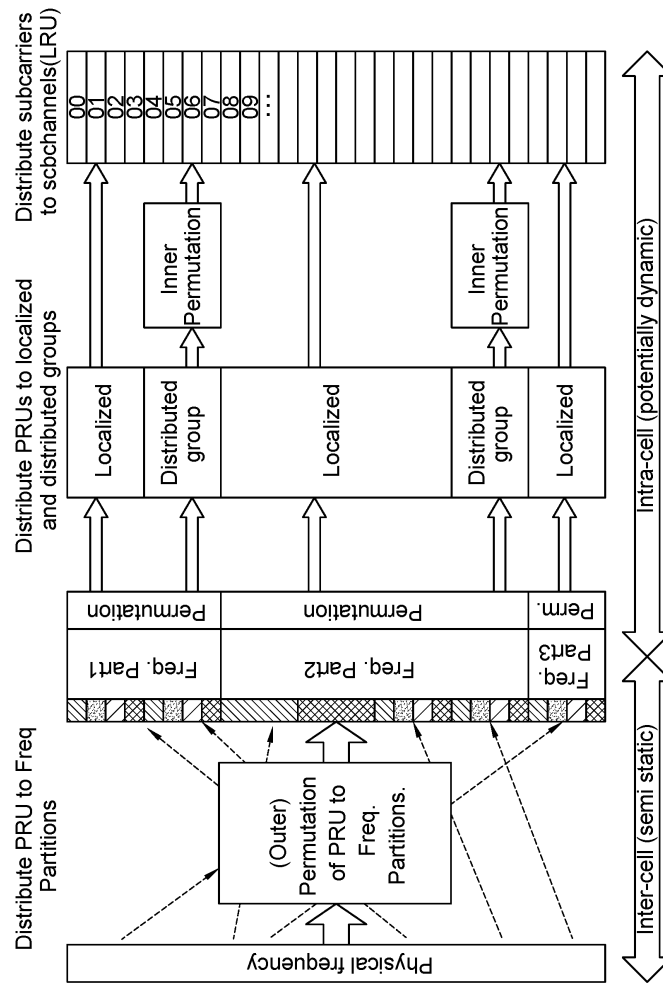 Distribute PRU to Freq
Partitions
Distribute PRUs to localized
and distributed groups
Distribute subcarriers
to scbchannels(LRU)
Physical frequency
(Outer)
Permutation
of PRU to
Freq.
Partitions.
Freq. Part1
Permutation
Freq. Part2
Permutation
Freq.
Part3
Perm.
Localized
Distributed
group
Localized
Distributed
group
Localized
Inner
Permutation
Inner
Permutation
00
01
02
03
04
05
06
07
08
09
...
Inter-cell (semi static)
Intra-cell (potentially dynamic)